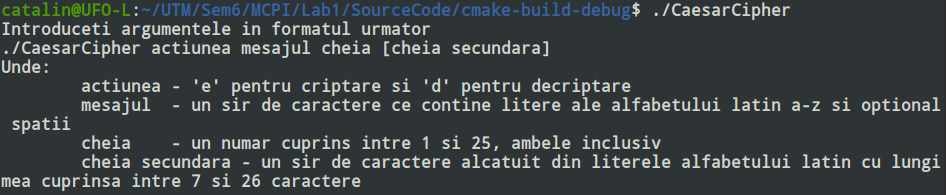 catalin@UFO-L:~/UTM/Sem6/MCPI/Lab1/SourceCode/cmake-build-debug$ ./CaesarCipher
Introduceti argumentele in formatul urmator
./CaesarCipher actiunea mesajul cheia [cheia secundara]
Unde:
        actiunea - 'e' pentru criptare si 'd' pentru decriptare
        mesajul  - un sir de caractere ce contine litere ale alfabetului latin a-z si optional
 spatii
        cheia    - un numar cuprins intre 1 si 25, ambele inclusiv
        cheia secundara - un sir de caractere alcatuit din literele alfabetului latin cu lungi
mea cuprinsa intre 7 si 26 caractere